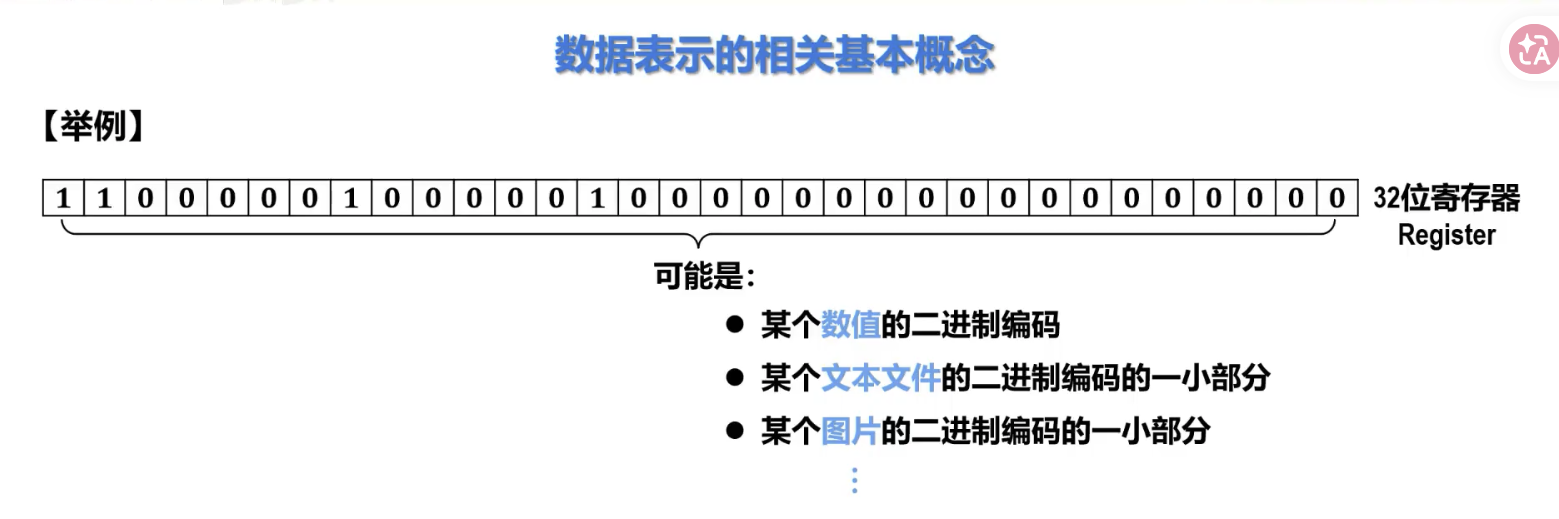 数据表示的相关基本概念
【举例】
1 1 0 0 0 0 0 1 0 0 0 0 0 1 0 0 0 0 0 0 0 0 0 0 0 0 0 0 0 0 0 0 32位寄存器
Register
可能是：
● 某个数值的二进制编码
● 某个文本文件的二进制编码的一小部分
● 某个图片的二进制编码的一小部分
⋮